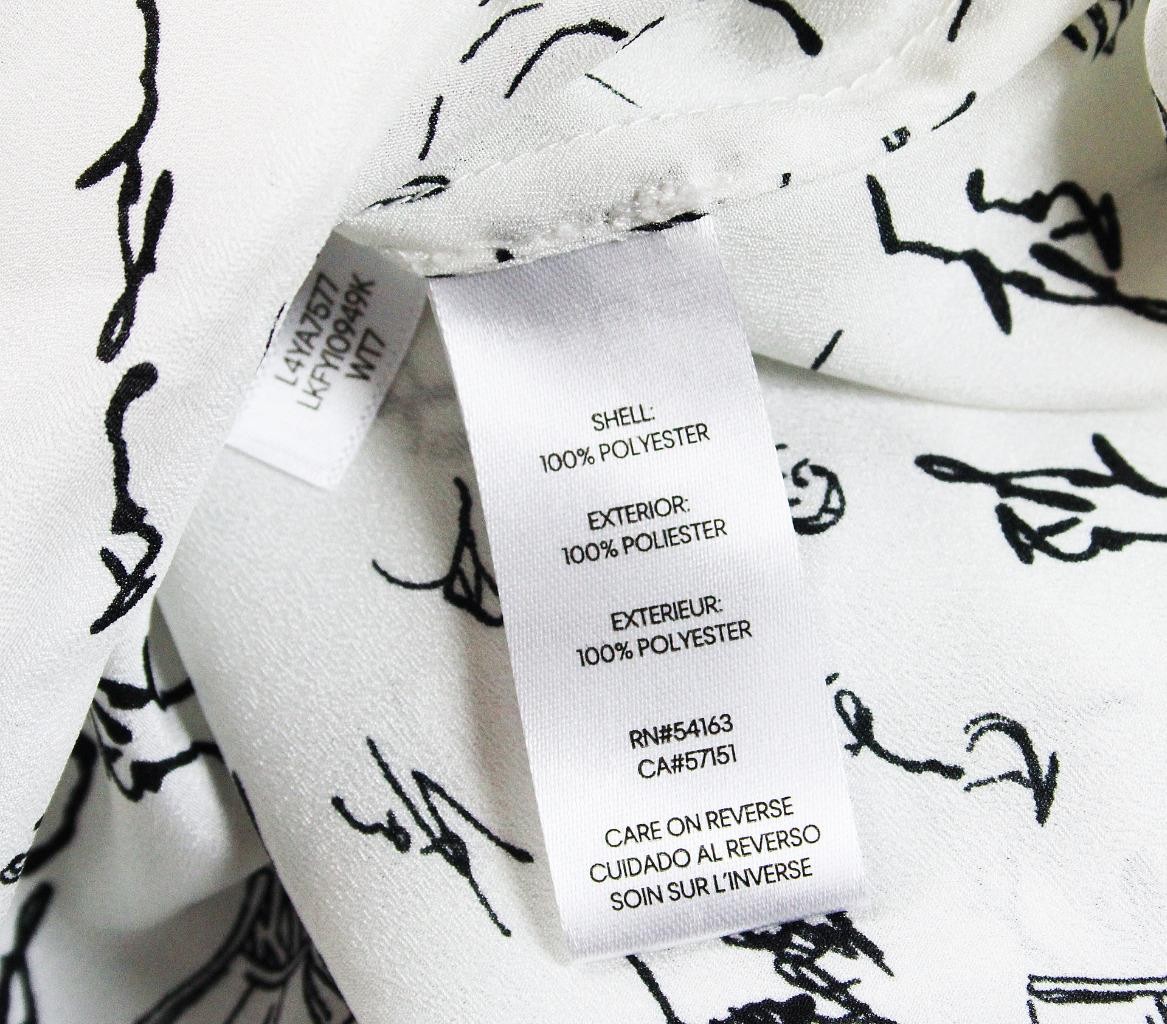 L4YA7577
LKFY10949K
WT7
SHELL:
100% POLYESTER
EXTERIOR:
100% POLIESTER
EXTERIEUR:
100% POLYESTER
RN#54163
CA#57151
CARE ON REVERSE
CUIDADO AL REVERSO
SOIN SUR L'INVERSE